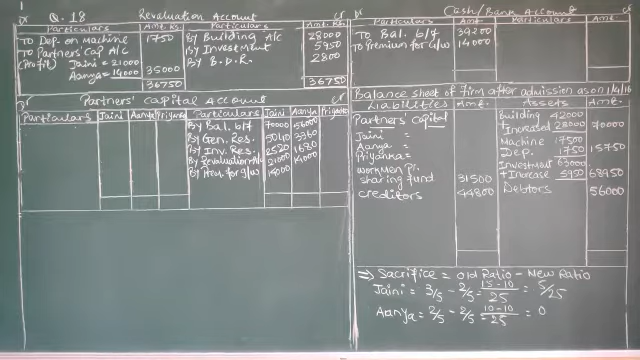 Q. 18 Revaluation Account
Dr Cr
Particulars Amt. Rs. Particulars Amt. Rs.
To Dep. on Machine 1750 By Building A/c 28000
To Partners' Cap A/c By Investment 5950
(Profit) Jaini = 21000 By B.D.R. 2800
Aanya = 14000 35000
36750 36750
Partners' Capital Account
Particulars Jaini Aanya Priyanka Particulars Jaini Aanya Priyanka
By Bal. b/f 70000 56000
By Gen. Res. 5040 3360
By Inv. Res. 2520 1680
By Revaluation A/c 21000 14000
By Prem. for G/w 14000
Cash/Bank Account
Dr Cr
Particulars Amt. Particulars Amt.
To Bal. b/f 39200
To Premium for G/w 14000
Balance sheet of firm after admission as on 1/4/16
Liabilities Amt. Assets Amt.
Partners' Capital
Jaini =
Aanya =
Priyanka =
workmen Pr.
sharing fund 31500
creditors 44800
Building 42000
+ Increased 28000 70000
Machine 17500
Dep. 1750 15750
Investment 63000
+ Increase 5950 68950
Debtors 56000
⇒ Sacrifice = Old Ratio - New Ratio
Jaini = 3/5 - 2/5 = 15-10/25 = 5/25
Aanya = 2/5 - 2/5 = 10-10/25 = 0